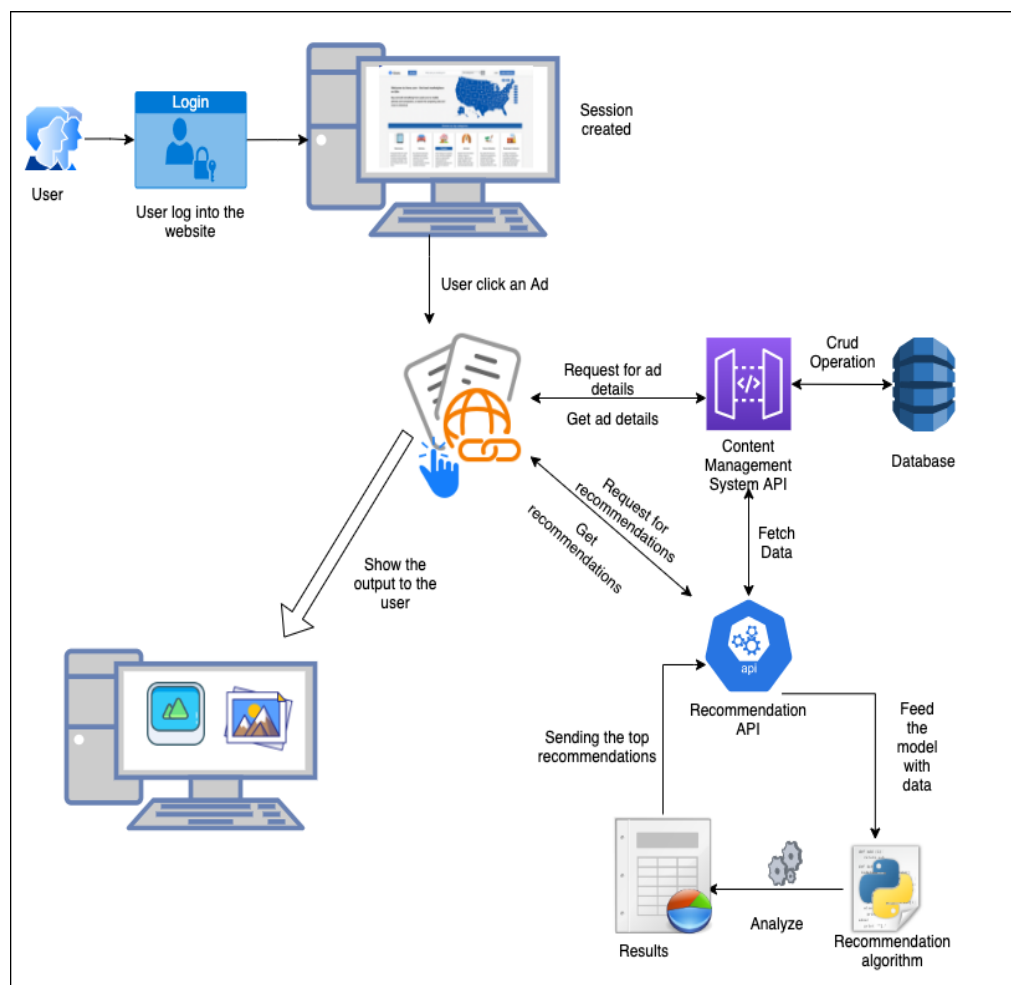 Login
Session
created
User
User log into the
website
User click an Ad
Crud
Operation
Request for ad
details
Get ad details
Content
Management
System API
Database
Request for
recommendations
Get
recommendations
Fetch
Data
Show the
output to the
user
api
Recommendation
API
Feed
the
model
with
data
Sending the top
recommendations
Analyze
Results
Recommendation
algorithm